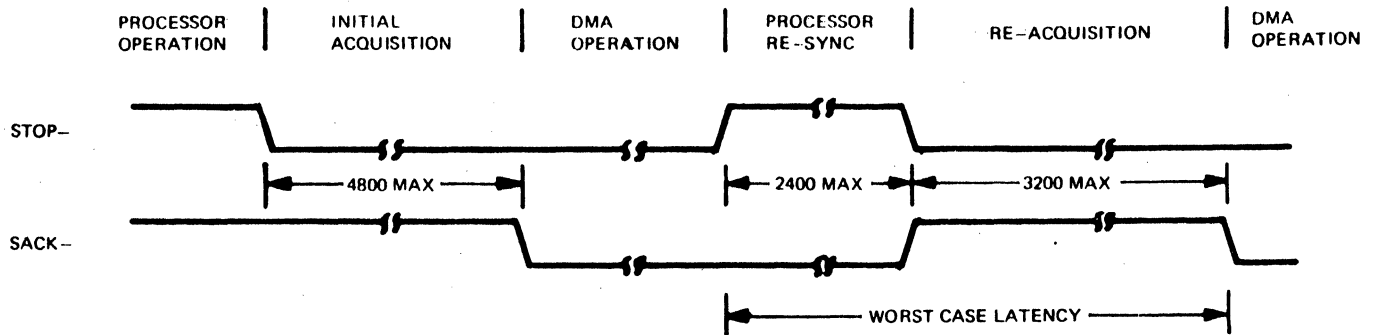 PROCESSOR OPERATION
INITIAL ACQUISITION
DMA OPERATION
PROCESSOR RE-SYNC
RE-ACQUISITION
DMA OPERATION
STOP–
4800 MAX
2400 MAX
3200 MAX
SACK–
WORST CASE LATENCY